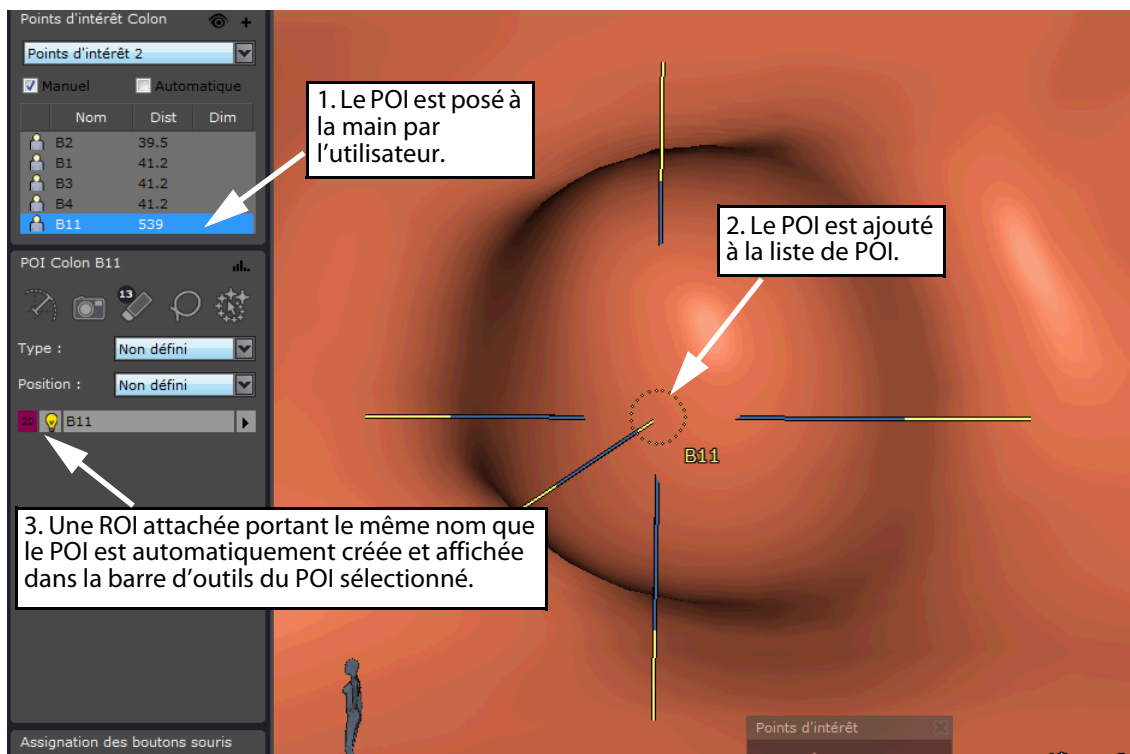 Points d'intérêt Colon
Points d'intérêt 2
Manuel Automatique
Nom Dist Dim
B2 39.5
B1 41.2
B3 41.2
B4 41.2
B11 539
POI Colon B11
13
Type : Non défini
Position : Non défini
2D B11
Assignation des boutons souris
1. Le POI est posé à
la main par
l'utilisateur.
2. Le POI est ajouté
à la liste de POI.
B11
3. Une ROI attachée portant le même nom que
le POI est automatiquement créée et affichée
dans la barre d'outils du POI sélectionné.
Points d'intérêt